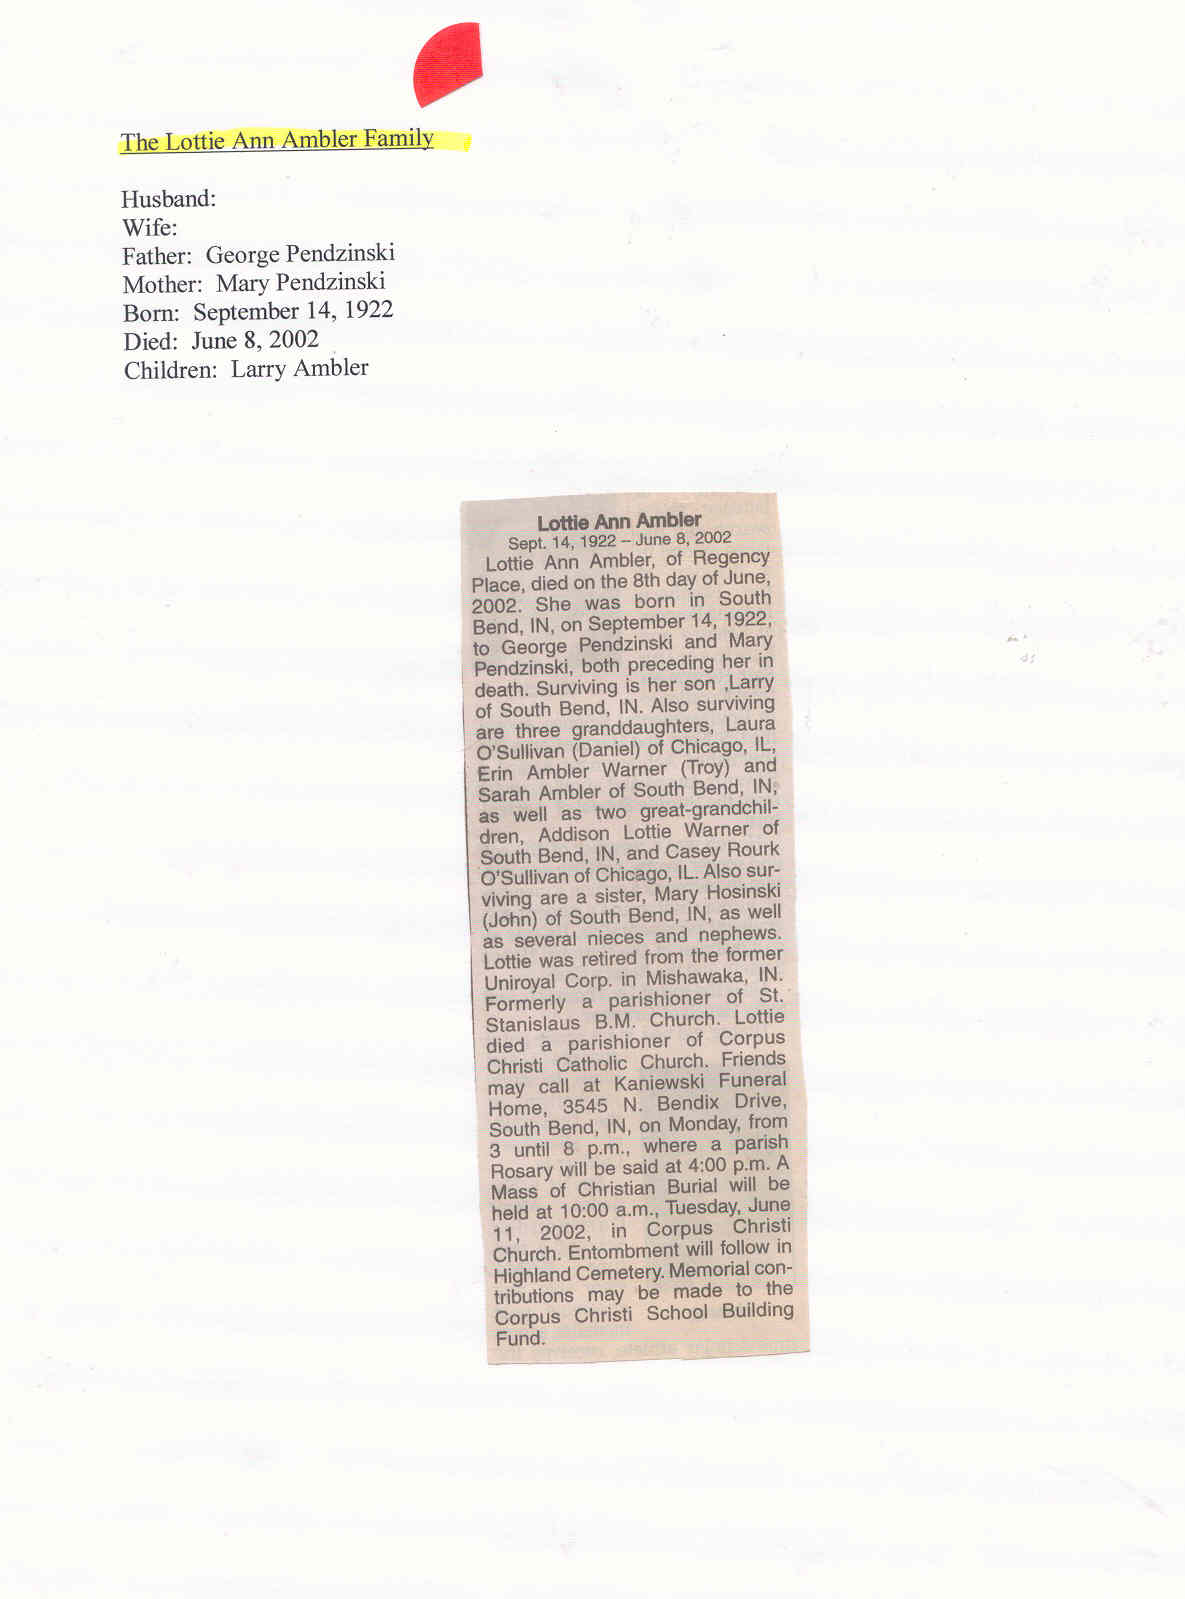 The Lottie Ann Ambler Family
Husband:
Wife:
Father: George Pendzinski
Mother: Mary Pendzinski
Born: September 14, 1922
Died: June 8, 2002
Children: Larry Ambler
Lottie Ann Ambler
Sept. 14, 1922 – June 8, 2002
Lottie Ann Ambler, of Regency
Place, died on the 8th day of June,
2002. She was born in South
Bend, IN, on September 14, 1922,
to George Pendzinski and Mary
Pendzinski, both preceding her in
death. Surviving is her son ,Larry
of South Bend, IN. Also surviving
are three granddaughters, Laura
O'Sullivan (Daniel) of Chicago, IL,
Erin Ambler Warner (Troy) and
Sarah Ambler of South Bend, IN;
as well as two great-grandchil-
dren, Addison Lottie Warner of
South Bend, IN, and Casey Rourk
O'Sullivan of Chicago, IL. Also sur-
viving are a sister, Mary Hosinski
(John) of South Bend, IN, as well
as several nieces and nephews.
Lottie was retired from the former
Uniroyal Corp. in Mishawaka, IN.
Formerly a parishioner of St.
Stanislaus B.M. Church. Lottie
died a parishioner of Corpus
Christi Catholic Church. Friends
may call at Kaniewski Funeral
Home, 3545 N. Bendix Drive,
South Bend, IN, on Monday, from
3 until 8 p.m., where a parish
Rosary will be said at 4:00 p.m. A
Mass of Christian Burial will be
held at 10:00 a.m., Tuesday, June
11, 2002, in Corpus Christi
Church. Entombment will follow in
Highland Cemetery. Memorial con-
tributions may be made to the
Corpus Christi School Building
Fund.